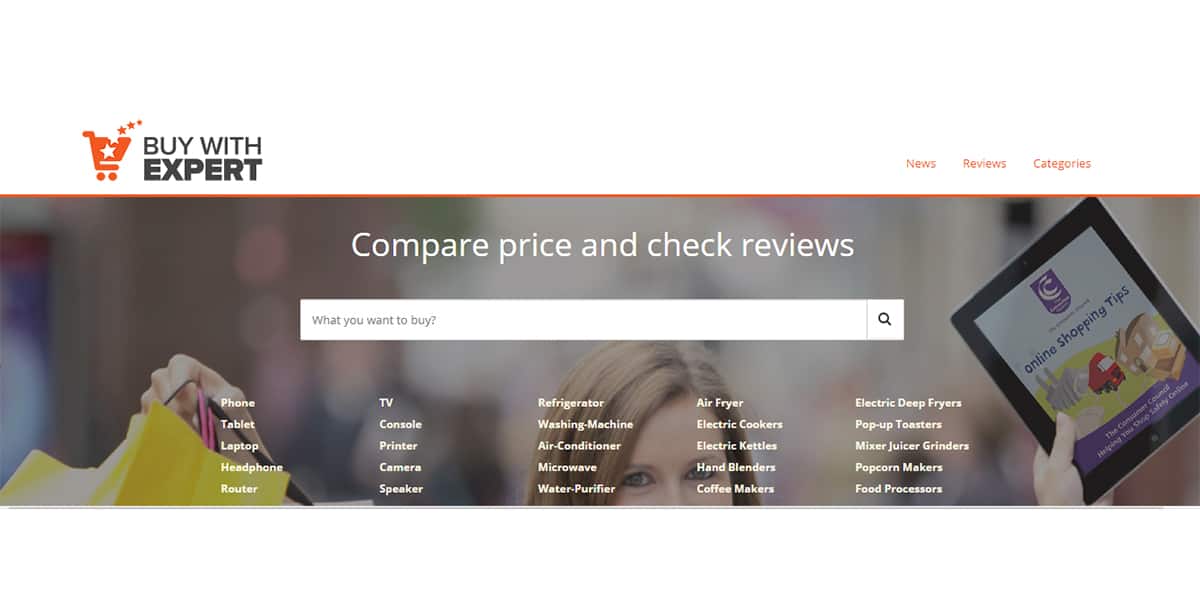 BUY WITH
EXPERT
News
Reviews
Categories
Compare price and check reviews
What you want to buy?
Phone
Tablet
Laptop
Headphone
Router
TV
Console
Printer
Camera
Speaker
Refrigerator
Washing-Machine
Air-Conditioner
Microwave
Water-Purifier
Air Fryer
Electric Cookers
Electric Kettles
Hand Blenders
Coffee Makers
Electric Deep Fryers
Pop-up Toasters
Mixer Juicer Grinders
Popcorn Makers
Food Processors
Online Shopping Tips
The Consumer Council
Helping You Shop Safely Online